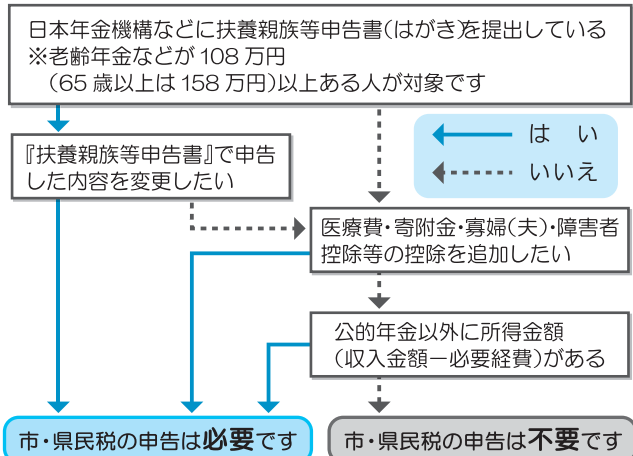 日本年金機構などに扶養親族等申告書(はがき)を提出している
※老齢年金などが108万円
(65歳以上は158万円)以上ある人が対象です
はい
いいえ
『扶養親族等申告書』で申告
した内容を変更したい
医療費・寄附金・寡婦(夫)・障害者
控除等の控除を追加したい
公的年金以外に所得金額
(収入金額－必要経費)がある
市・県民税の申告は必要です
市・県民税の申告は不要です